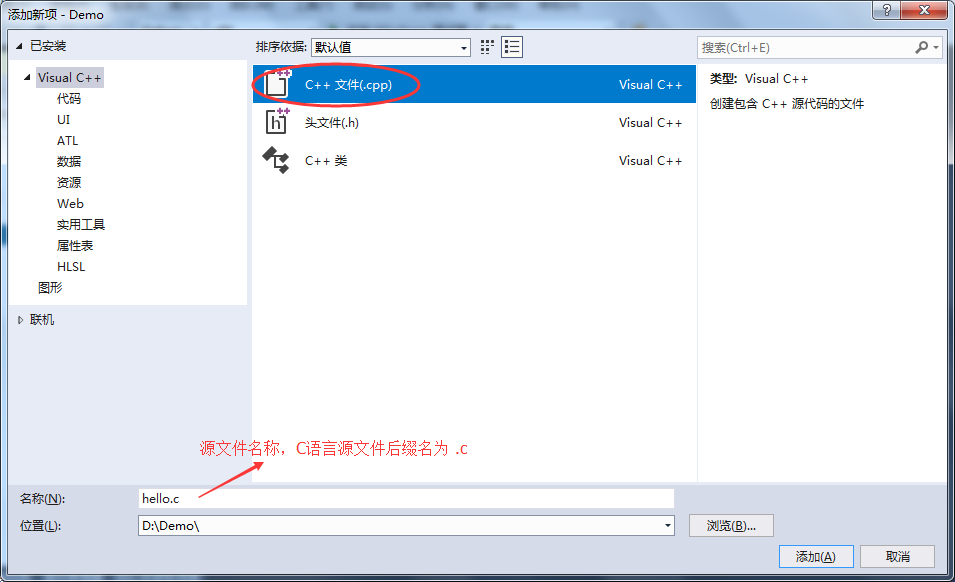 添加新项 - Demo
已安装
排序依据: 默认值
搜索(Ctrl+E)
Visual C++
代码
UI
ATL
数据
资源
Web
实用工具
属性表
HLSL
图形
联机
C++ 文件(.cpp) Visual C++
头文件(.h) Visual C++
C++ 类 Visual C++
类型: Visual C++
创建包含 C++ 源代码的文件
源文件名称，C语言源文件后缀名为 .c
名称(N): hello.c
位置(L): D:\Demo\
浏览(B)...
添加(A) 取消